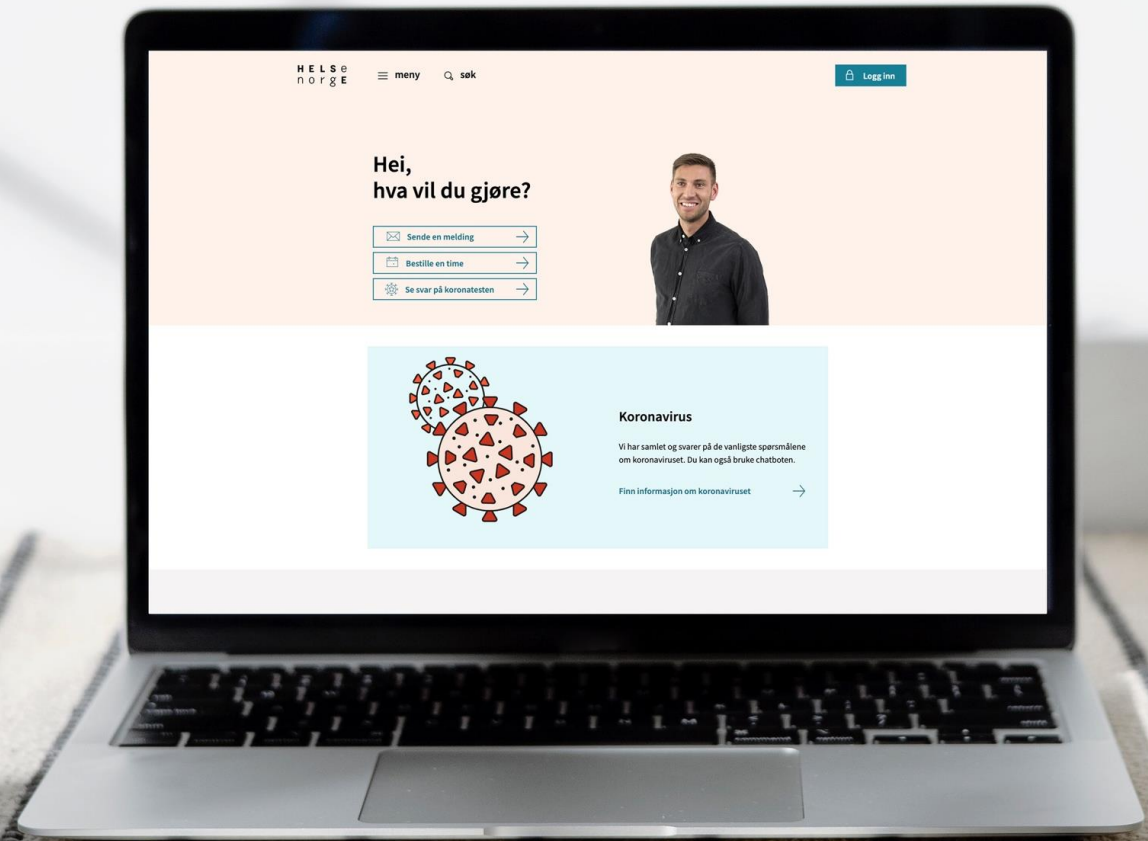 HELSe
norgE
meny
søk
Logg inn
Hei,
hva vil du gjøre?
Sende en melding
Bestille en time
Se svar på koronatesten
Koronavirus
Vi har samlet og svarer på de vanligste spørsmålene
om koronaviruset. Du kan også bruke chatboten.
Finn informasjon om koronaviruset